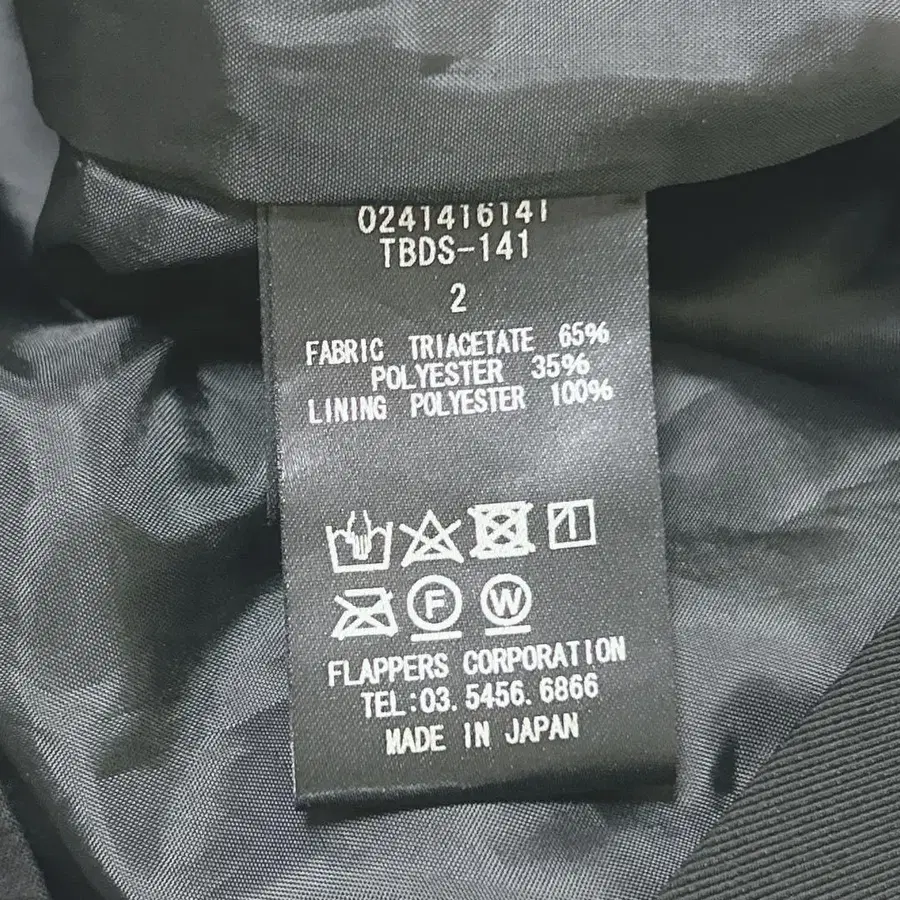 0241416141
TBDS-141
2
FABRIC TRIACETATE 65%
POLYESTER 35%
LINING POLYESTER 100%
F W
FLAPPERS CORPORATION
TEL:03.5456.6866
MADE IN JAPAN